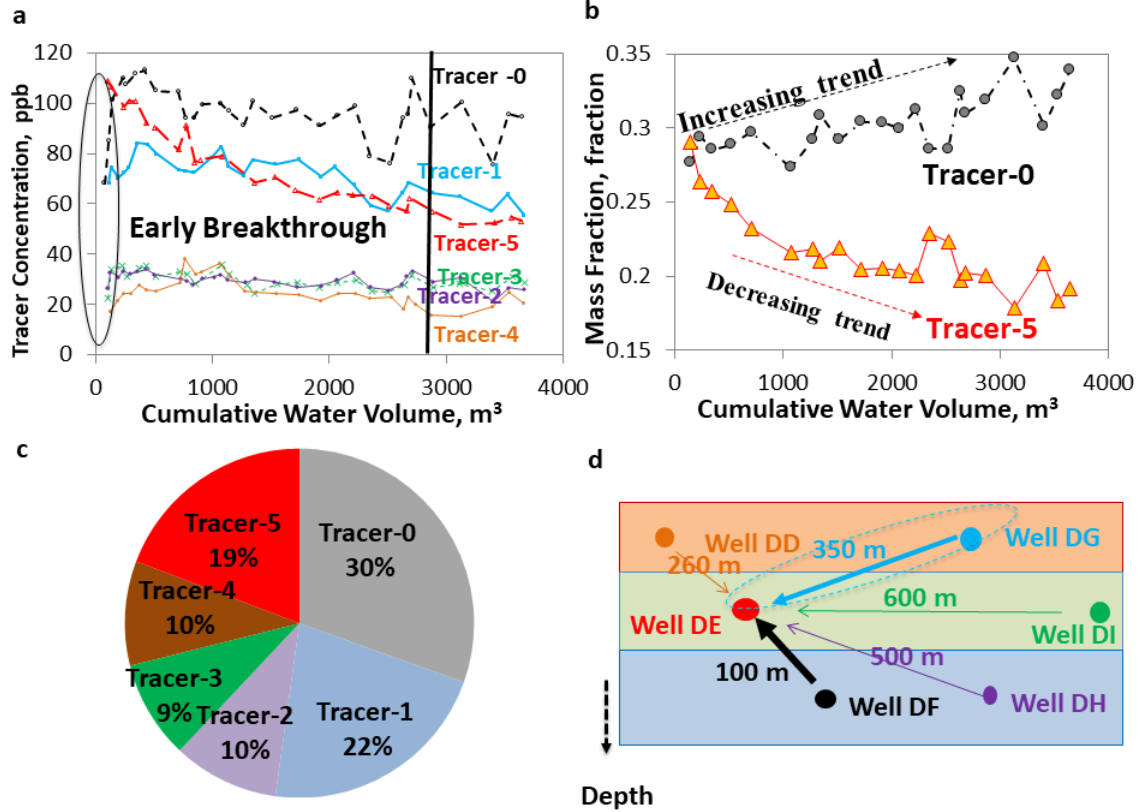 a
Tracer Concentration, ppb
120
100
80
60
40
20
0
0
1000
2000
3000
4000
Cumulative Water Volume, m³
Tracer -0
Tracer-1
Early Breakthrough
Tracer-5
Tracer-3
Tracer-2
Tracer-4
b
Mass Fraction, fraction
0.35
0.3
0.25
0.2
0.15
0
1000
2000
3000
4000
Cumulative Water Volume, m³
Increasing trend
Tracer-0
Decreasing trend
Tracer-5
c
Tracer-5
19%
Tracer-0
30%
Tracer-4
10%
Tracer-3
9%
Tracer-2
10%
Tracer-1
22%
d
Well DD
260 m
350 m
Well DG
600 m
Well DE
Well DI
500 m
100 m
Well DF
Well DH
Depth